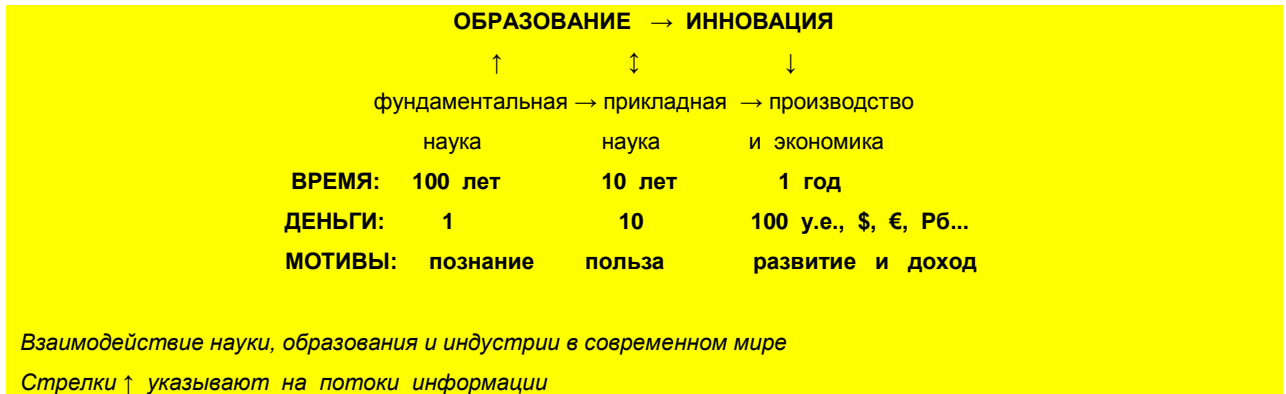 ОБРАЗОВАНИЕ → ИННОВАЦИЯ
↑ ↕ ↓
фундаментальная → прикладная → производство
наука наука и экономика
ВРЕМЯ: 100 лет 10 лет 1 год
ДЕНЬГИ: 1 10 100 у.е., $, €, Рб...
МОТИВЫ: познание польза развитие и доход
Взаимодействие науки, образования и индустрии в современном мире
Стрелки ↑ указывают на потоки информации